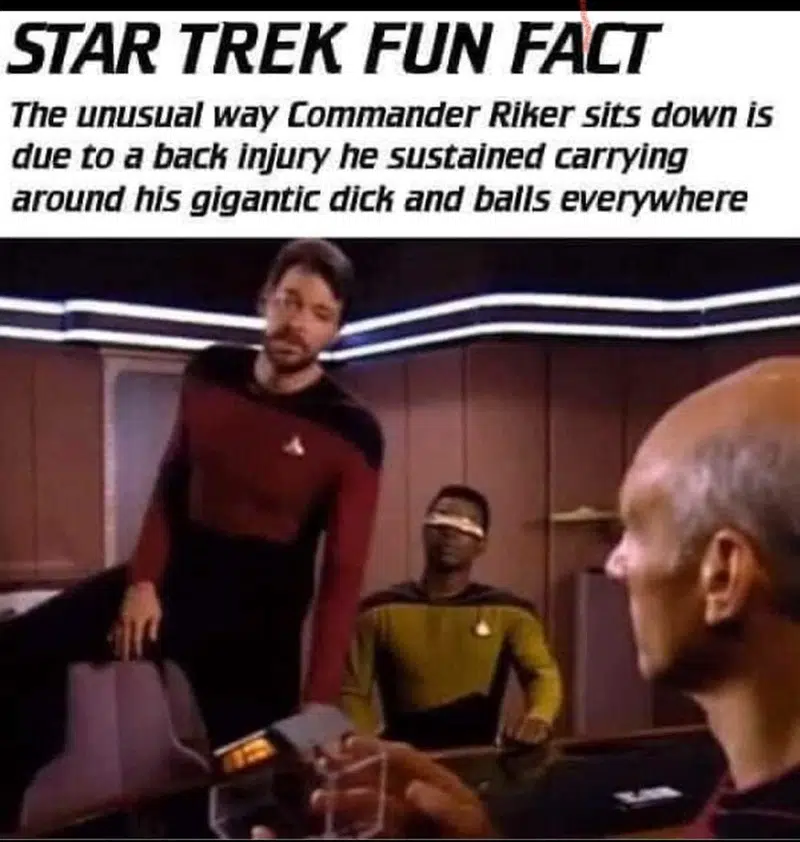 STAR TREK FUN FACT
The unusual way Commander Riker sits down is
due to a back injury he sustained carrying
around his gigantic dick and balls everywhere